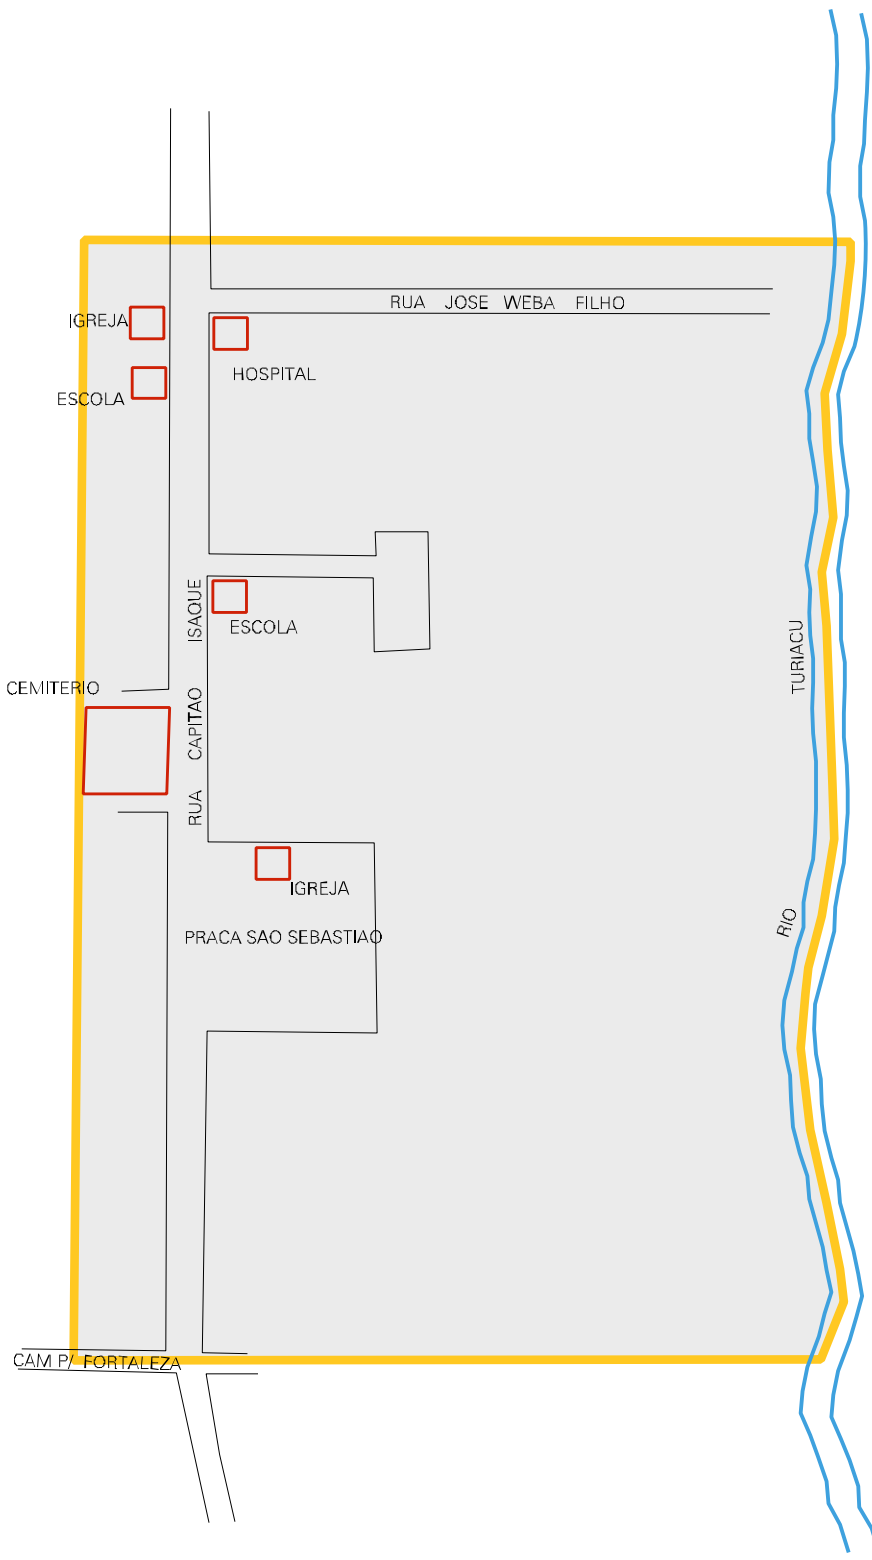 RUA JOSE WEBA FILHO
IGREJA
HOSPITAL
ESCOLA
ESCOLA
CEMITERIO
RUA CAPITAO ISAQUE
RIO TURIACU
IGREJA
PRACA SAO SEBASTIAO
CAM P/ FORTALEZA